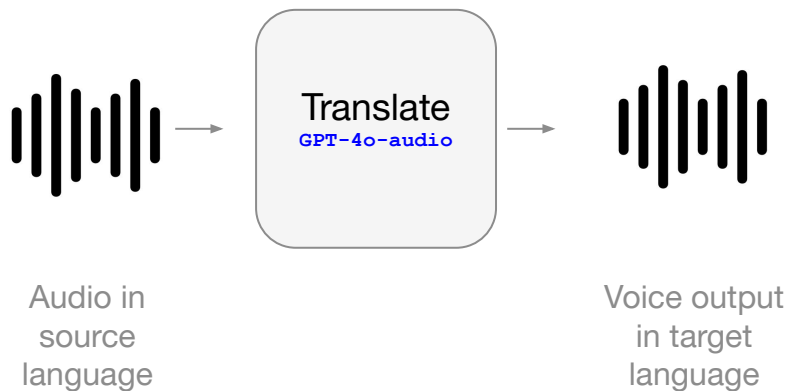 Translate
GPT-4o-audio
Audio in
source
language
Voice output
in target
language